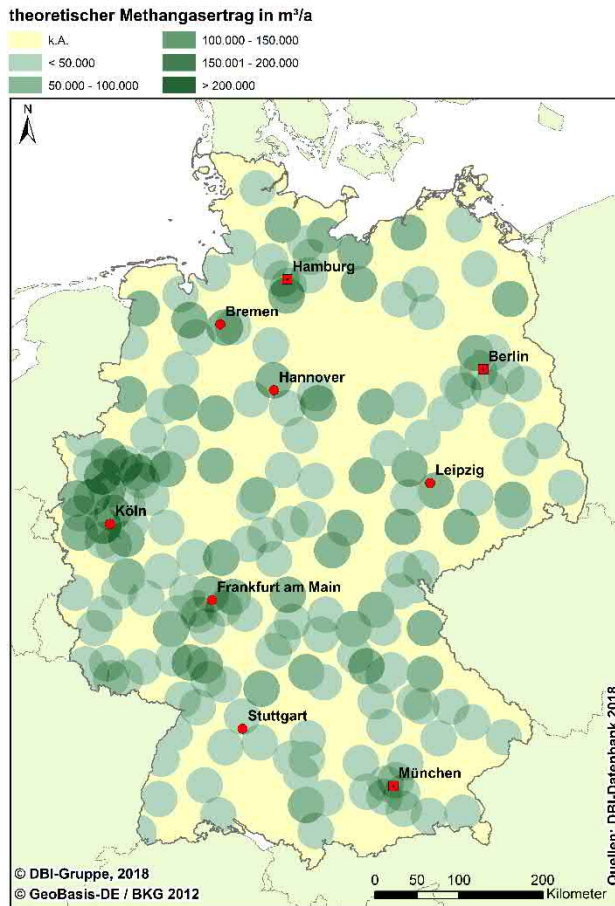 theoretischer Methangasertrag in m³/a
k.A.
100.000 - 150.000
< 50.000
150.001 - 200.000
50.000 - 100.000
> 200.000
N
Hamburg
Bremen
Berlin
Hannover
Leipzig
Köln
Frankfurt am Main
Stuttgart
München
Quellen: DBI-Datenbank 2018
© DBI-Gruppe, 2018
© GeoBasis-DE / BKG 2012
0 50 100 200
Kilometer